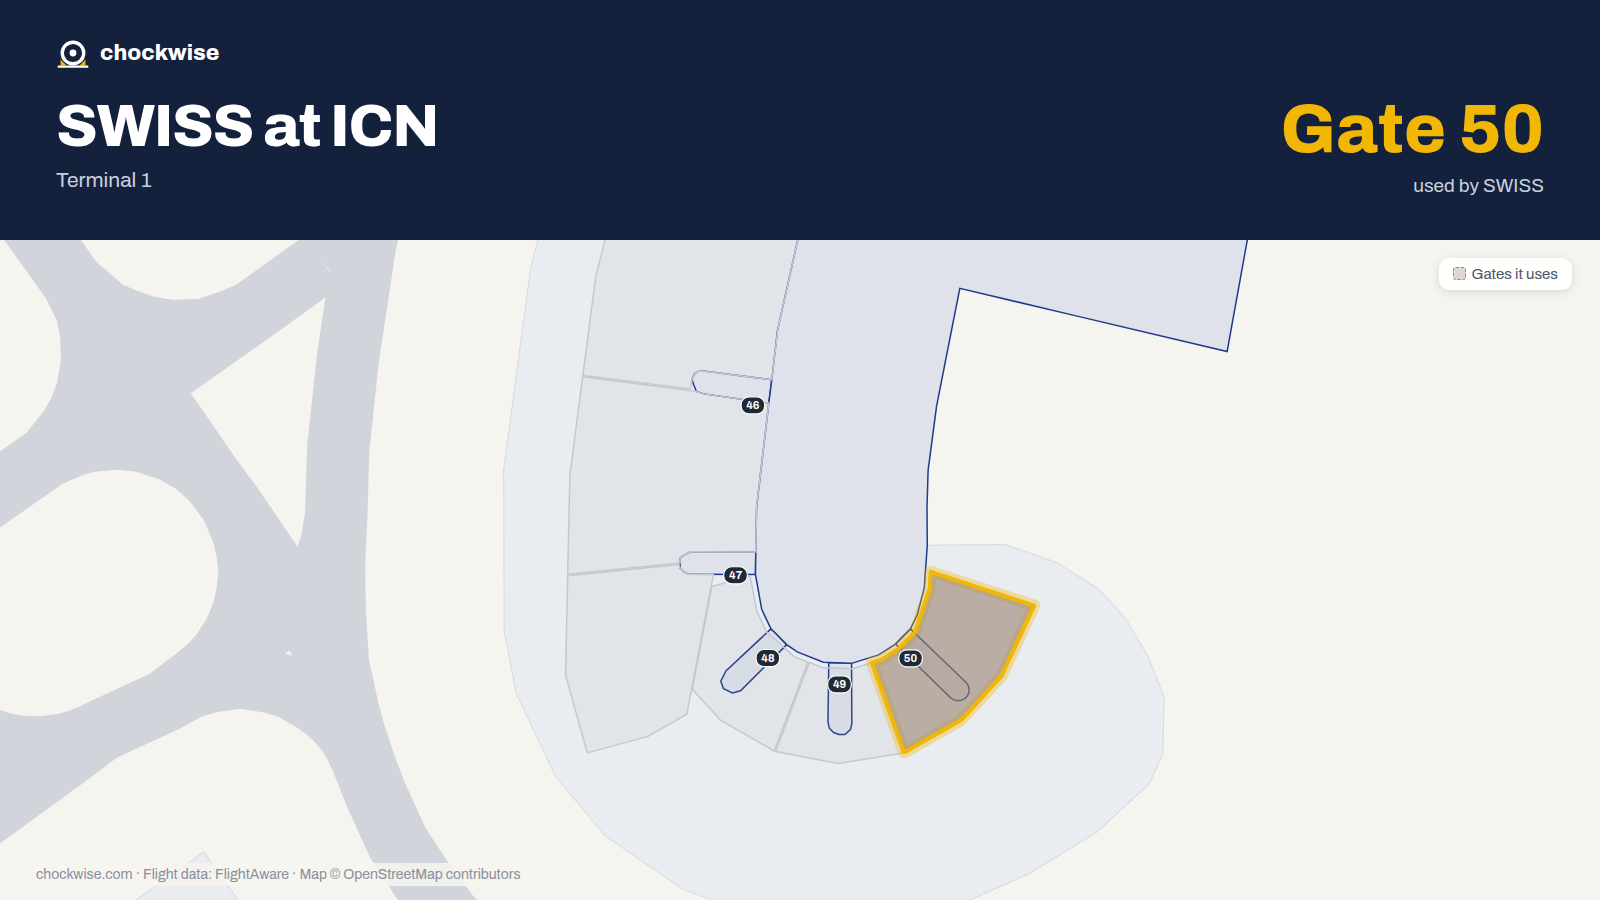 chockwise
SWISS at ICN
Terminal 1
Gate 50
used by SWISS
Gates it uses
46
47
48
49
50
chockwise.com · Flight data: FlightAware · Map © OpenStreetMap contributors